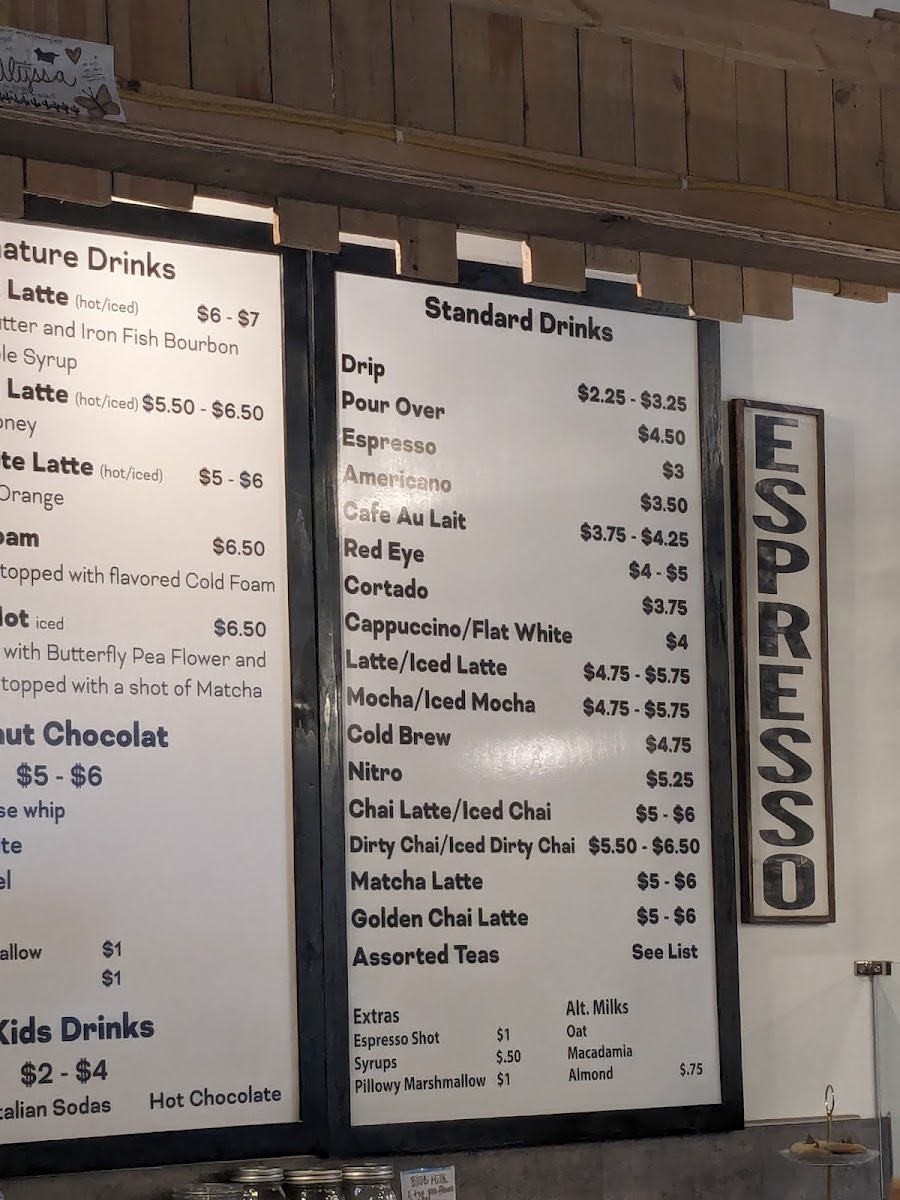 Alyssa
ature Drinks
Latte (hot/iced) $6 - $7
utter and Iron Fish Bourbon
le Syrup
Latte (hot/iced) $5.50 - $6.50
oney
te Latte (hot/iced) $5 - $6
Orange
oam $6.50
topped with flavored Cold Foam
lot iced $6.50
with Butterfly Pea Flower and
topped with a shot of Matcha
ut Chocolat
$5 - $6
se whip
te
el
allow $1
$1
Kids Drinks
$2 - $4
talian Sodas Hot Chocolate
Standard Drinks
Drip $2.25 - $3.25
Pour Over $4.50
Espresso $3
Americano $3.50
Cafe Au Lait $3.75 - $4.25
Red Eye $4 - $5
Cortado $3.75
Cappuccino/Flat White $4
Latte/Iced Latte $4.75 - $5.75
Mocha/Iced Mocha $4.75 - $5.75
Cold Brew $4.75
Nitro $5.25
Chai Latte/Iced Chai $5 - $6
Dirty Chai/Iced Dirty Chai $5.50 - $6.50
Matcha Latte $5 - $6
Golden Chai Latte $5 - $6
Assorted Teas See List
Extras
Espresso Shot $1
Syrups $.50
Pillowy Marshmallow $1
Alt. Milks
Oat
Macadamia
Almond $.75
ESPRESSO